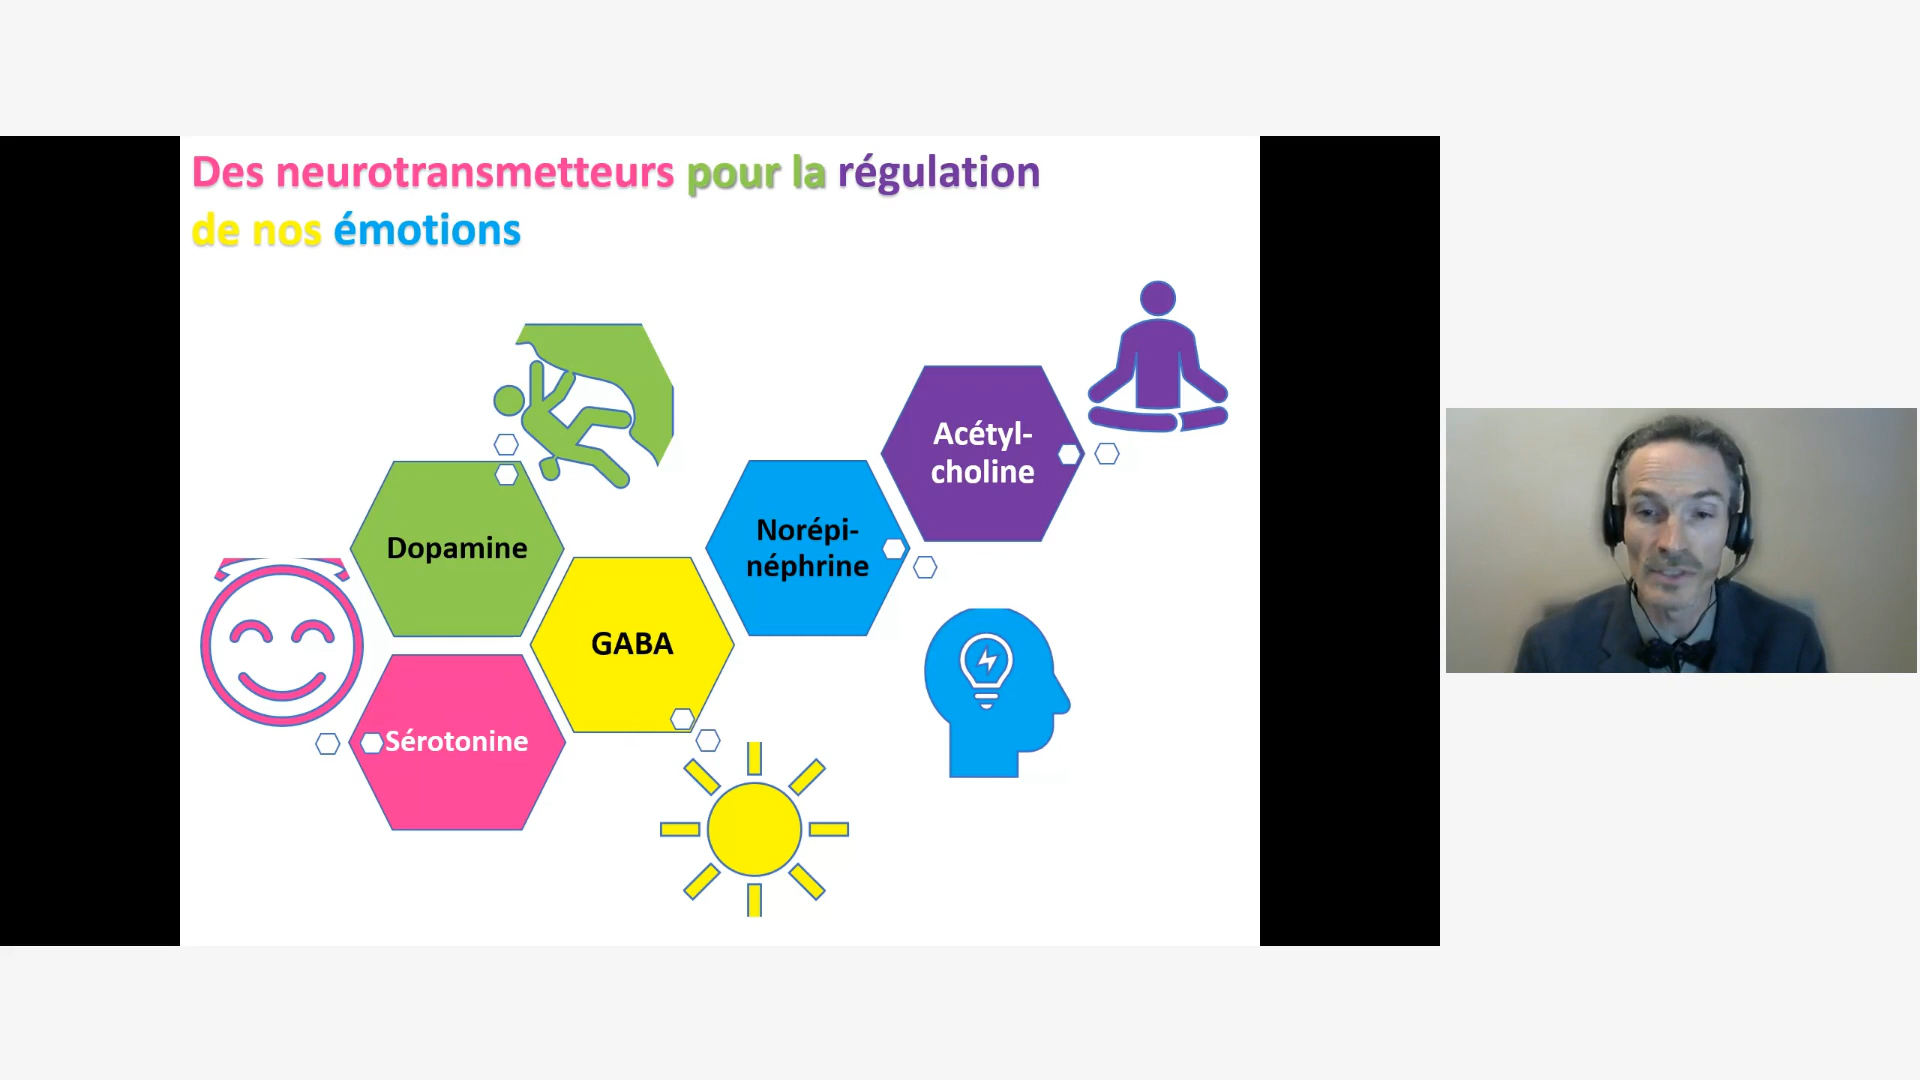 Des neurotransmetteurs pour la régulation
de nos émotions
Acétyl-
choline
Norépi-
néphrine
Dopamine
GABA
Sérotonine